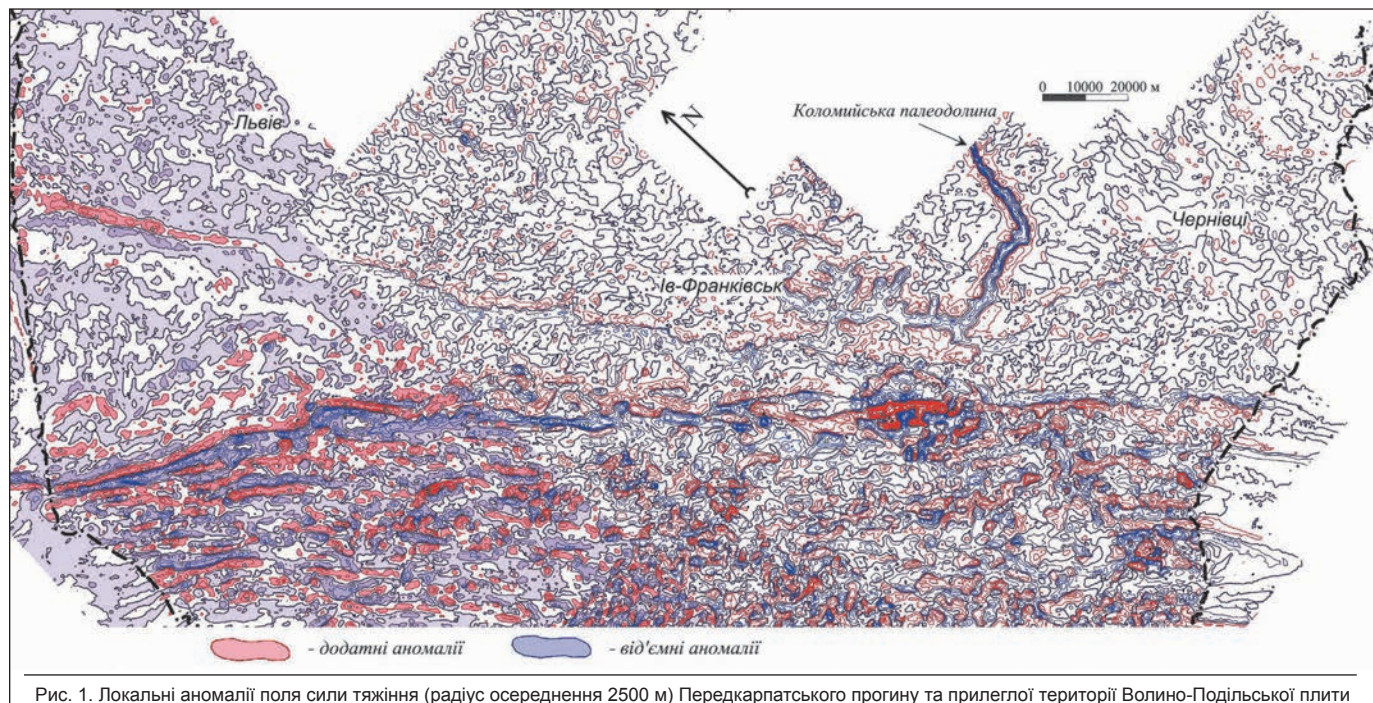 Львів
0 10000 20000 м
Коломийська палеодолина
N
Чернівці
Ів-Франківськ
- додатні аномалії
- від'ємні аномалії
Рис. 1. Локальні аномалії поля сили тяжіння (радіус осереднення 2500 м) Передкарпатського прогину та прилеглої території Волино-Подільської плити